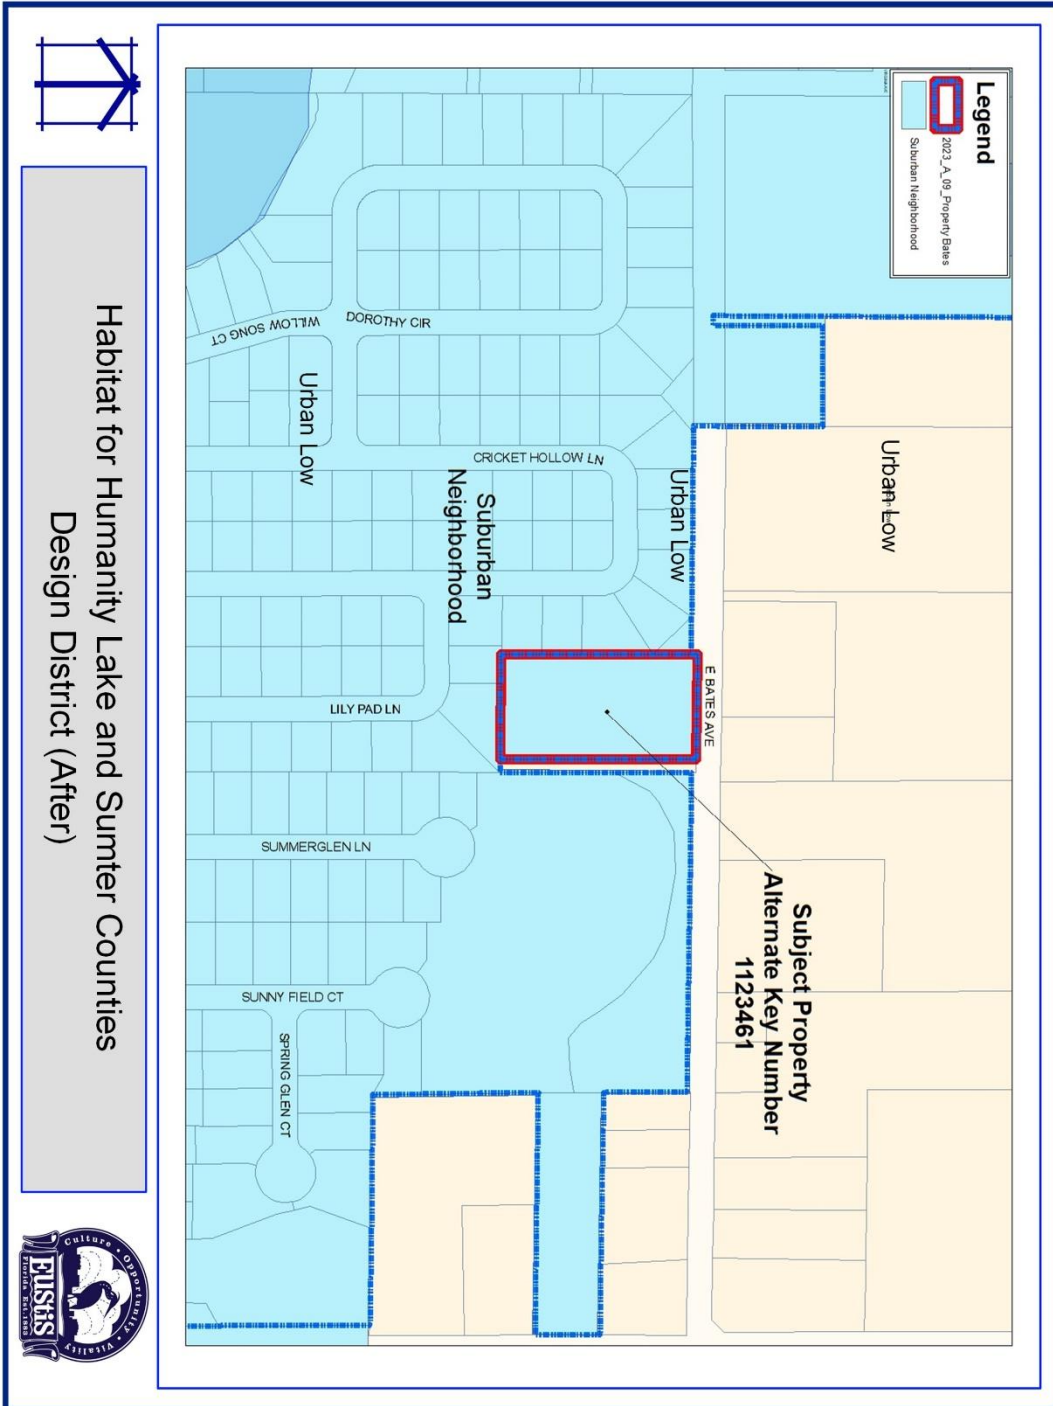 Legend
2023_A_09_Property Bates
Suburban Neighborhood
Urban Low
E BATES AVE
Subject Property
Alternate Key Number
1123461
Urban Low
CRICKET HOLLOW LN
Suburban
Neighborhood
DOROTHY CIR
WILLOW SONG CT
Urban Low
LILY PAD LN
SUMMERGLEN LN
SUNNY FIELD CT
SPRING GLEN CT
Habitat for Humanity Lake and Sumter Counties
Design District (After)
Culture • Opportunity • Vitality
EUSTIS
Florida Est. 1883